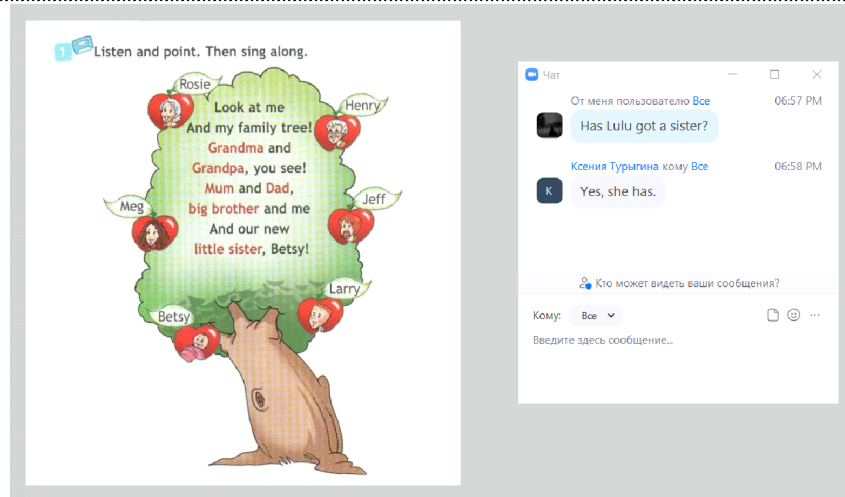 1 Listen and point. Then sing along.
Rosie
Henry
Look at me
And my family tree!
Grandma and
Grandpa, you see!
Mum and Dad,
big brother and me
And our new
little sister, Betsy!
Meg
Jeff
Larry
Betsy
Чат
От меня пользователю Все 06:57 PM
Has Lulu got a sister?
Ксения Турыгина кому Все 06:58 PM
К
Yes, she has.
Кто может видеть ваши сообщения?
Кому: Все
Введите здесь сообщение...